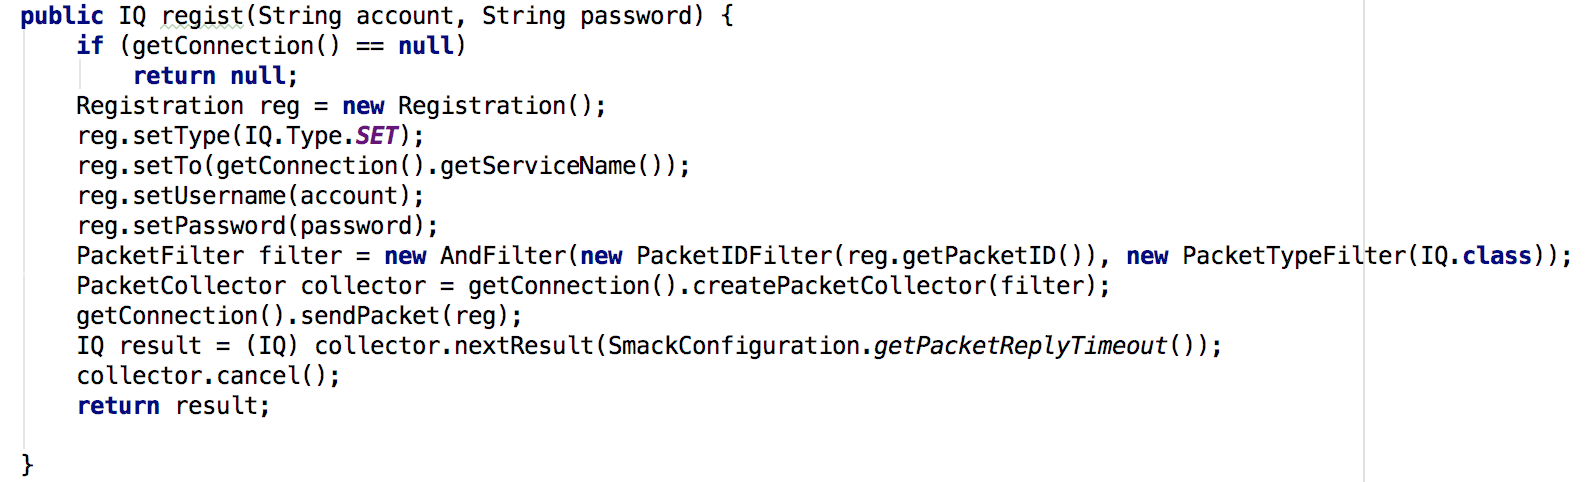 public IQ regist(String account, String password) {
    if (getConnection() == null)
        return null;
    Registration reg = new Registration();
    reg.setType(IQ.Type.SET);
    reg.setTo(getConnection().getServiceName());
    reg.setUsername(account);
    reg.setPassword(password);
    PacketFilter filter = new AndFilter(new PacketIDFilter(reg.getPacketID()), new PacketTypeFilter(IQ.class));
    PacketCollector collector = getConnection().createPacketCollector(filter);
    getConnection().sendPacket(reg);
    IQ result = (IQ) collector.nextResult(SmackConfiguration.getPacketReplyTimeout());
    collector.cancel();
    return result;
}